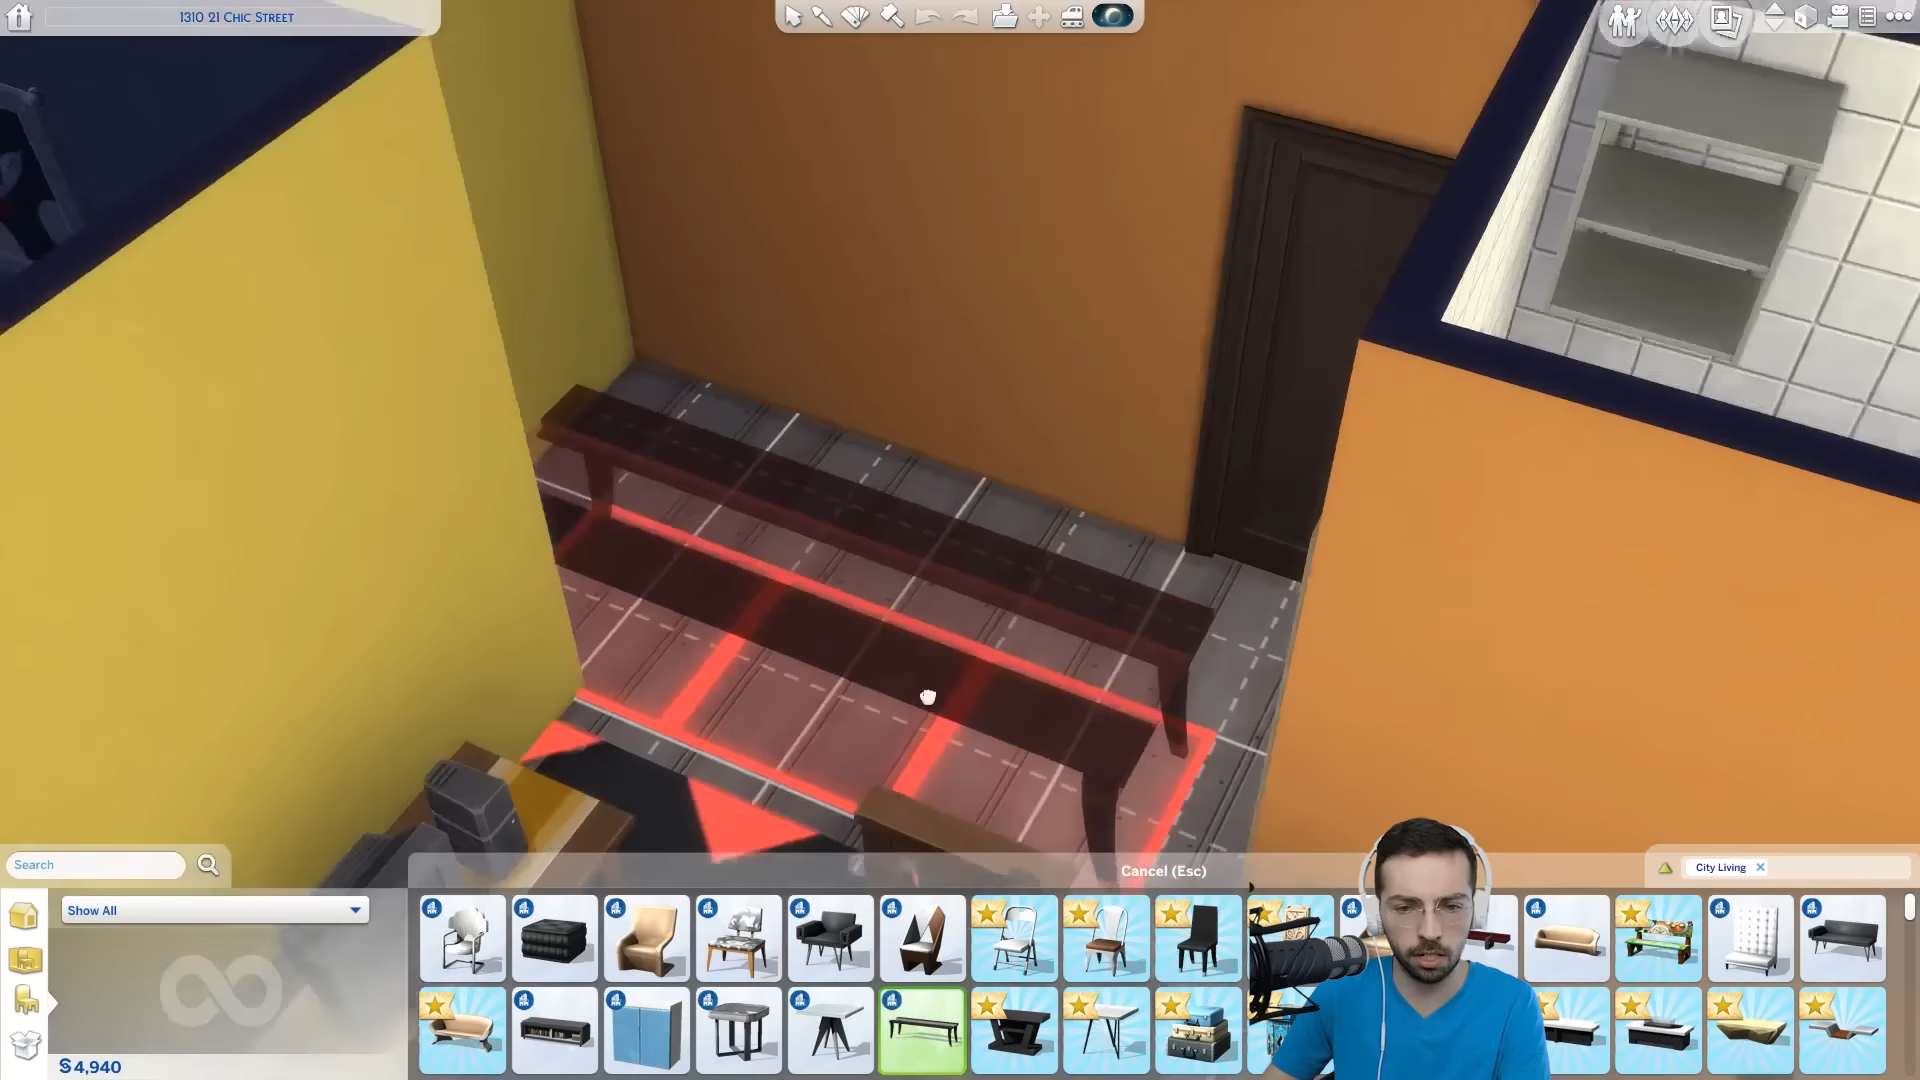 1310 21 CHIC STREET
Search
Cancel (Esc)
City Living
Show All
§4,940